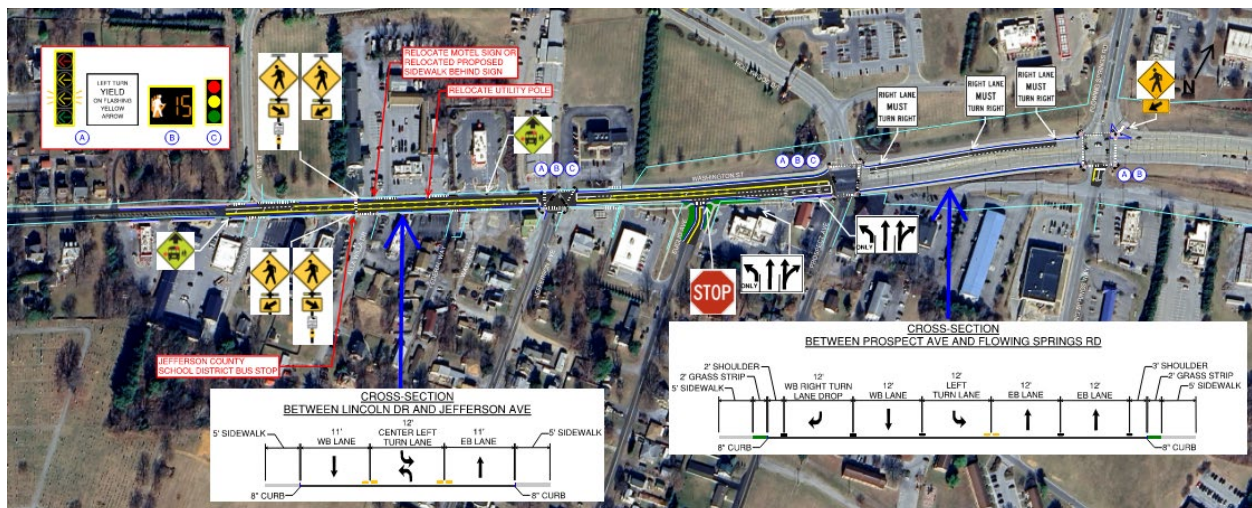 LEFT TURN
YIELD
ON FLASHING
YELLOW
ARROW
15
A
B
C
RELOCATE MOTEL SIGN OR
RELOCATED PROPOSED
SIDEWALK BEHIND SIGN
RELOCATE UTILITY POLE
RIGHT LANE
MUST
TURN RIGHT
RIGHT LANE
MUST
TURN RIGHT
RIGHT LANE
MUST
TURN RIGHT
N
A B C
WASHINGTON ST
A B C
A B
ONLY
ONLY
STOP
JEFFERSON COUNTY
SCHOOL DISTRICT BUS STOP
CROSS-SECTION
BETWEEN LINCOLN DR AND JEFFERSON AVE
5' SIDEWALK
11'
WB LANE
12'
CENTER LEFT
TURN LANE
11'
EB LANE
5' SIDEWALK
8" CURB
8" CURB
CROSS-SECTION
BETWEEN PROSPECT AVE AND FLOWING SPRINGS RD
2' SHOULDER
2' GRASS STRIP
5' SIDEWALK
12'
WB RIGHT TURN
LANE DROP
12'
WB LANE
12'
LEFT
TURN LANE
12'
EB LANE
12'
EB LANE
3' SHOULDER
2' GRASS STRIP
5' SIDEWALK
8" CURB
8" CURB